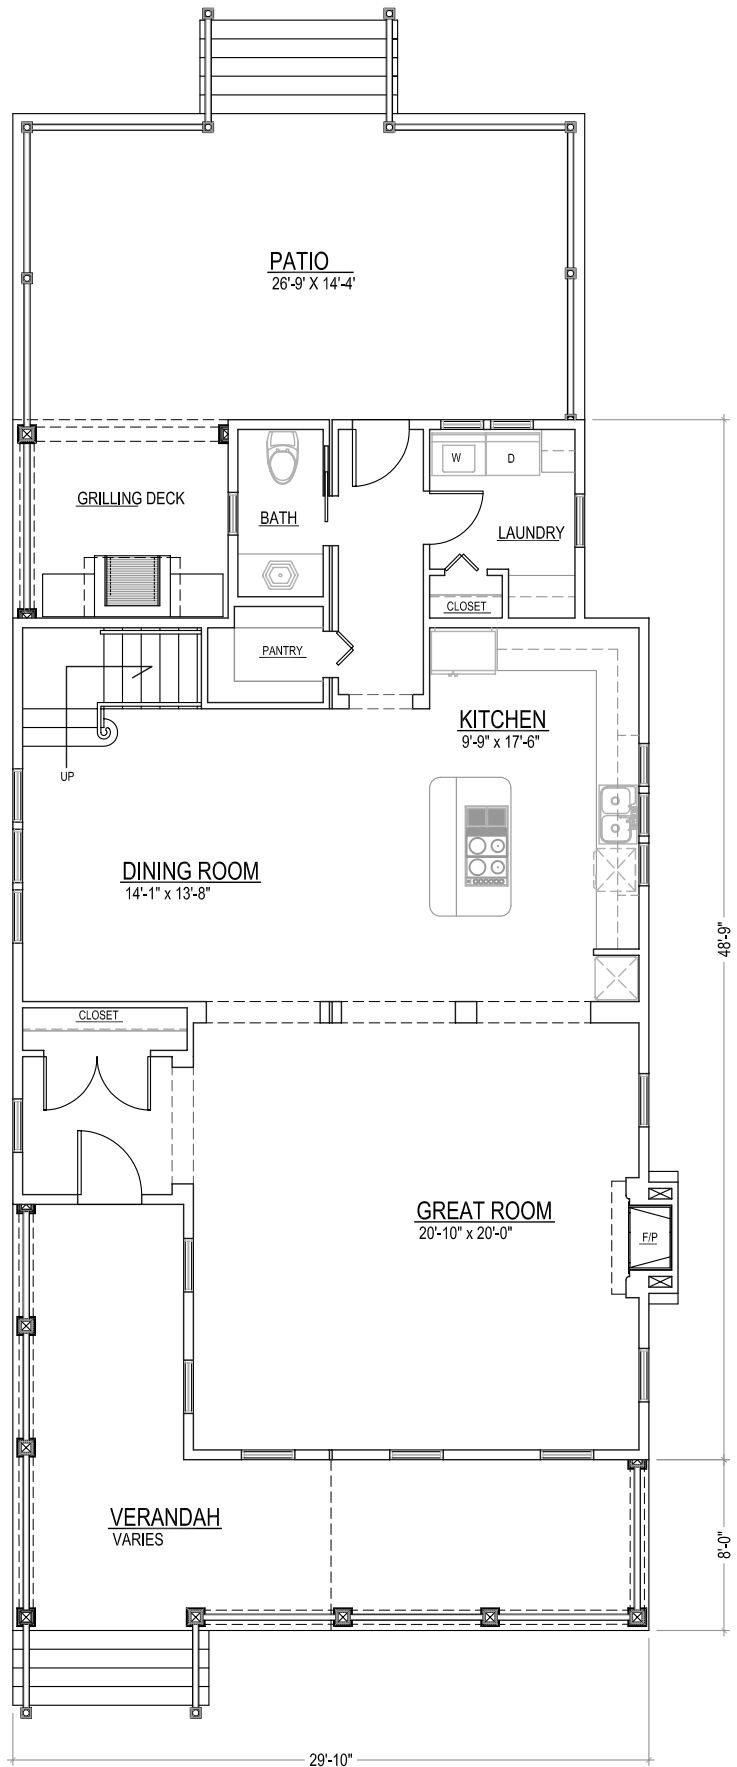 PATIO
26'-9' X 14'-4'
GRILLING DECK
BATH
W
D
LAUNDRY
CLOSET
PANTRY
KITCHEN
9'-9" x 17'-6"
UP
DINING ROOM
14'-1" x 13'-8"
48'-9"
CLOSET
GREAT ROOM
20'-10" x 20'-0"
F/P
VERANDAH
VARIES
8'-0"
29'-10"